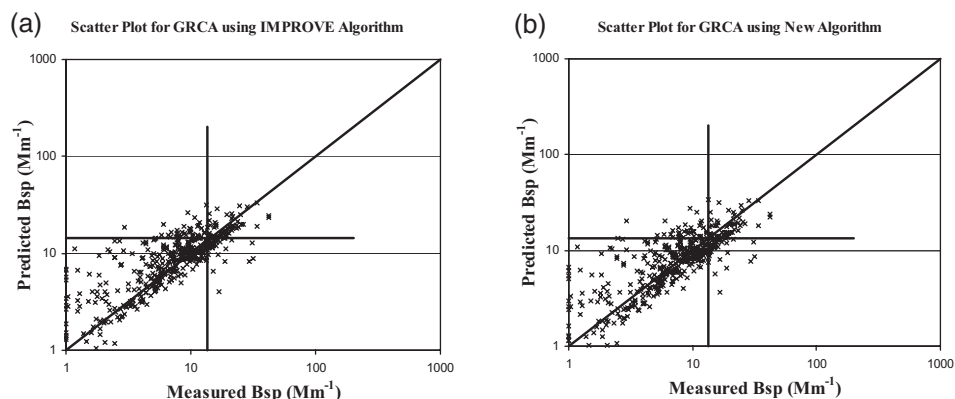 (a)
Scatter Plot for GRCA using IMPROVE Algorithm
1000
100
10
1
Predicted Bsp (Mm⁻¹)
1 10 100 1000
Measured Bsp (Mm⁻¹)
(b)
Scatter Plot for GRCA using New Algorithm
1000
100
10
1
Predicted Bsp (Mm⁻¹)
1 10 100 1000
Measured Bsp (Mm⁻¹)